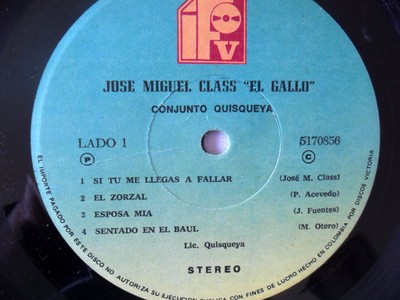 ifv
JOSE MIGUEL CLASS "EL GALLO"
CONJUNTO QUISQUEYA
LADO 1
5170856
P
C
1 SI TU ME LLEGAS A FALLAR (José M. Class)
2 EL ZORZAL (P. Acevedo)
3 ESPOSA MIA (J. Fuentes)
4 SENTADO EN EL BAUL (M. Otero)
Lic. Quisqueya
STEREO
EL IMPORTE PAGADO POR ESTE DISCO NO AUTORIZA SU EJECUCION PUBLICA CON FINES DE LUCRO HECHO EN COLOMBIA POR DISCOS VICTORIA